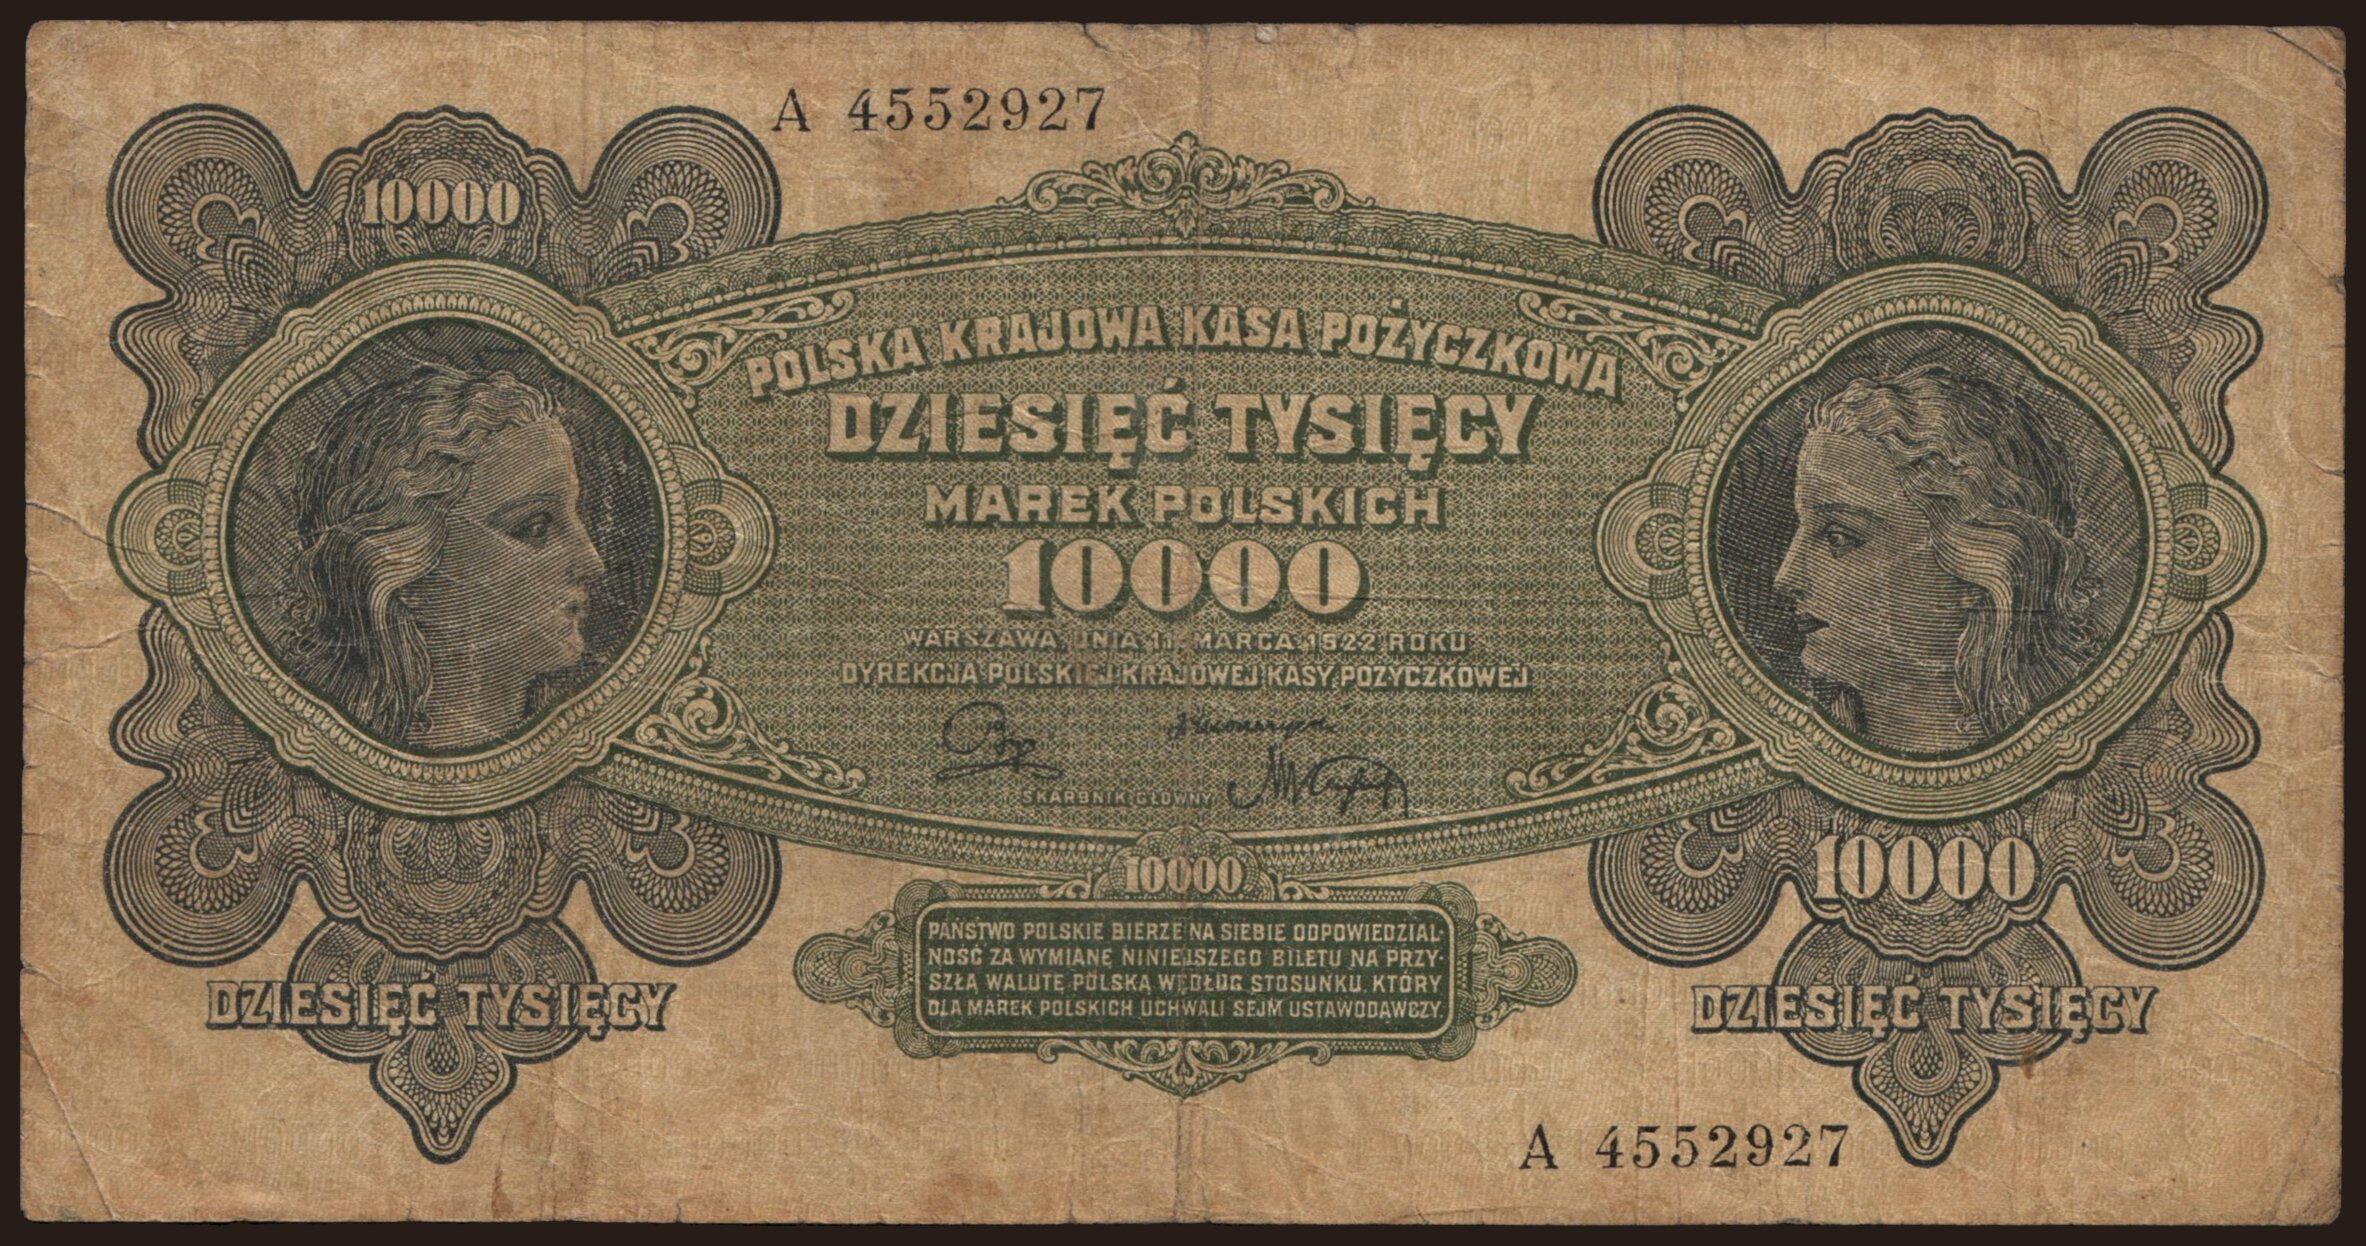 A 4552927
10000
POLSKA KRAJOWA KASA POŻYCZKOWA
DZIESIĘĆ TYSIĘCY
MAREK POLSKICH
10000
WARSZAWA, DNIA 11. MARCA 1922 ROKU
DYREKCJA POLSKIEJ KRAJOWEJ KASY POŻYCZKOWEJ
SKARBNIK GŁÓWNY
10000
10000
PAŃSTWO POLSKIE BIERZE NA SIEBIE ODPOWIEDZIAL-
NOŚĆ ZA WYMIANĘ NINIEJSZEGO BILETU NA PRZY-
SZŁĄ WALUTĘ POLSKĄ WEDŁUG STOSUNKU, KTÓRY
DLA MAREK POLSKICH UCHWALI SEJM USTAWODAWCZY.
DZIESIĘĆ TYSIĘCY
DZIESIĘĆ TYSIĘCY
A 4552927